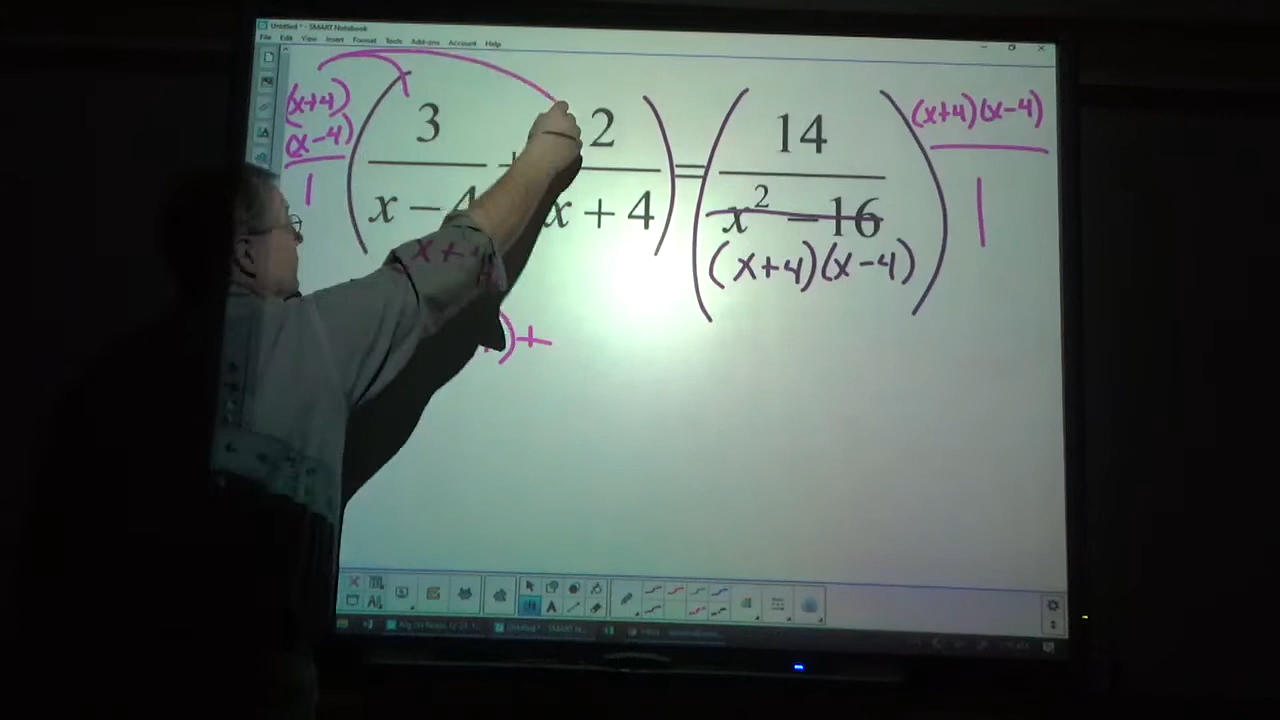 Untitled * - SMART Notebook
File Edit View Insert Format Tools Add-ons Account Help
(x+4)
(x-4)
1
3
x-4
+
2
x+4
=
14
x² - 16
(x+4)(x-4)
(x+4)(x-4)
1
x+4
)+